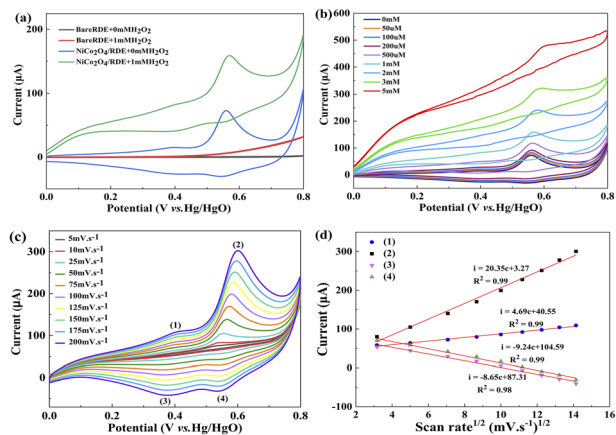 (a)
BareRDE+0mMH2O2
BareRDE+1mMH2O2
NiCo2O4/RDE+0mMH2O2
NiCo2O4/RDE+1mMH2O2
Current (µA)
200
100
0
0.0 0.2 0.4 0.6 0.8
Potential (V vs.Hg/HgO)
(b)
0mM
50uM
100uM
200uM
500uM
1mM
2mM
3mM
5mM
Current (µA)
600
500
400
300
200
100
0
0.0 0.2 0.4 0.6 0.8
Potential (V vs.Hg/HgO)
(c)
5mV.s-1
10mV.s-1
25mV.s-1
50mV.s-1
75mV.s-1
100mV.s-1
125mV.s-1
150mV.s-1
175mV.s-1
200mV.s-1
(1)
(2)
(3)
(4)
Current (µA)
300
200
100
0
0.0 0.2 0.4 0.6 0.8
Potential (V vs.Hg/HgO)
(d)
(1)
(2)
(3)
(4)
i = 20.35c+3.27
R2 = 0.99
i = 4.69c+40.55
R2 = 0.99
i = -9.24c+104.59
R2 = 0.99
i =-8.65c+87.31
R2 = 0.98
Current (µA)
400
300
200
100
0
-100
2 4 6 8 10 12 14 16
Scan rate1/2 (mV.s-1)1/2